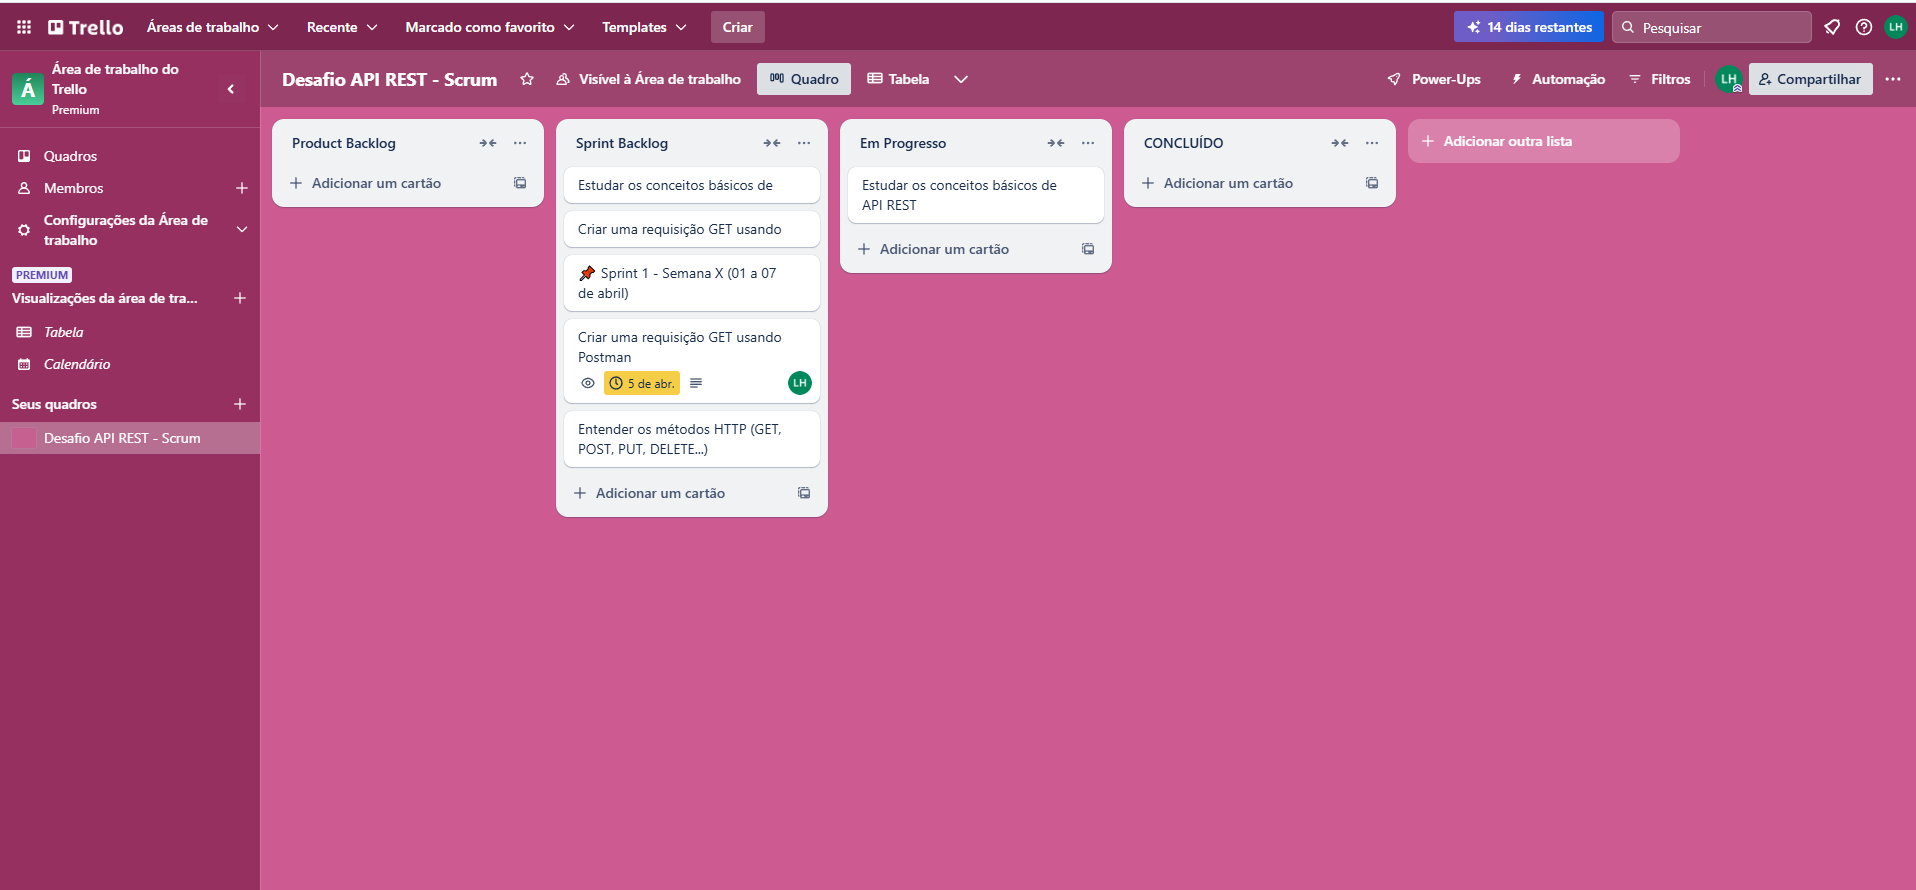 Trello
Áreas de trabalho
Recente
Marcado como favorito
Templates
Criar
14 dias restantes
Pesquisar
LH
Á
Área de trabalho do
Trello
Premium
Desafio API REST - Scrum
Visível à Área de trabalho
Quadro
Tabela
Power-Ups
Automação
Filtros
LH
Compartilhar
Quadros
Membros
Configurações da Área de
trabalho
PREMIUM
Visualizações da área de tra...
Tabela
Calendário
Seus quadros
Desafio API REST - Scrum
Product Backlog
Adicionar um cartão
Sprint Backlog
Estudar os conceitos básicos de
Criar uma requisição GET usando
📌 Sprint 1 - Semana X (01 a 07
de abril)
Criar uma requisição GET usando
Postman
5 de abr.
LH
Entender os métodos HTTP (GET,
POST, PUT, DELETE...)
Adicionar um cartão
Em Progresso
Estudar os conceitos básicos de
API REST
Adicionar um cartão
CONCLUÍDO
Adicionar um cartão
Adicionar outra lista